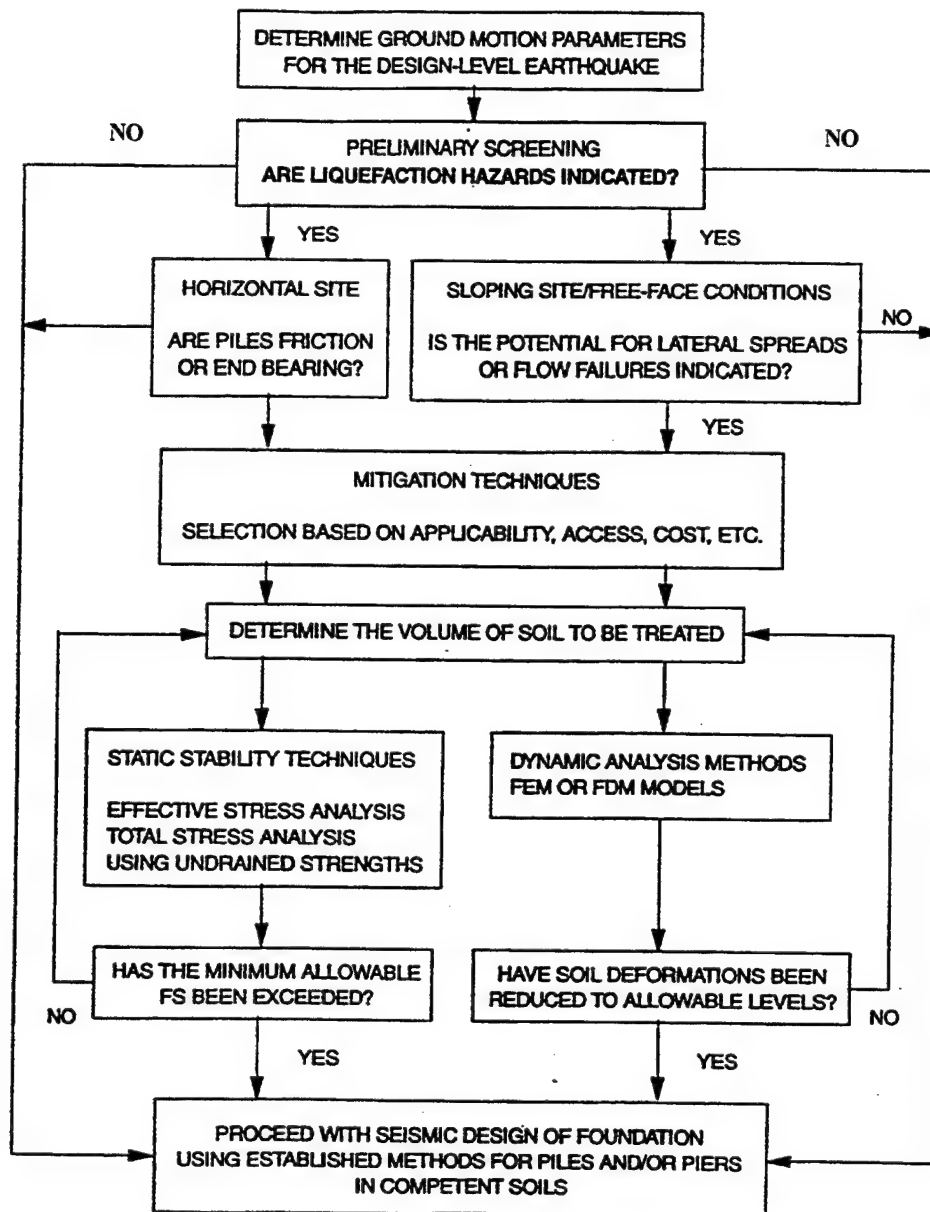 DETERMINE GROUND MOTION PARAMETERS
FOR THE DESIGN-LEVEL EARTHQUAKE
NO
NO
PRELIMINARY SCREENING
ARE LIQUEFACTION HAZARDS INDICATED?
YES
YES
HORIZONTAL SITE
ARE PILES FRICTION
OR END BEARING?
SLOPING SITE/FREE-FACE CONDITIONS
IS THE POTENTIAL FOR LATERAL SPREADS
OR FLOW FAILURES INDICATED?
NO
YES
MITIGATION TECHNIQUES
SELECTION BASED ON APPLICABILITY, ACCESS, COST, ETC.
DETERMINE THE VOLUME OF SOIL TO BE TREATED
STATIC STABILITY TECHNIQUES
EFFECTIVE STRESS ANALYSIS
TOTAL STRESS ANALYSIS
USING UNDRAINED STRENGTHS
DYNAMIC ANALYSIS METHODS
FEM OR FDM MODELS
HAS THE MINIMUM ALLOWABLE
FS BEEN EXCEEDED?
NO
HAVE SOIL DEFORMATIONS BEEN
REDUCED TO ALLOWABLE LEVELS?
NO
YES
YES
PROCEED WITH SEISMIC DESIGN OF FOUNDATION
USING ESTABLISHED METHODS FOR PILES AND/OR PIERS
IN COMPETENT SOILS